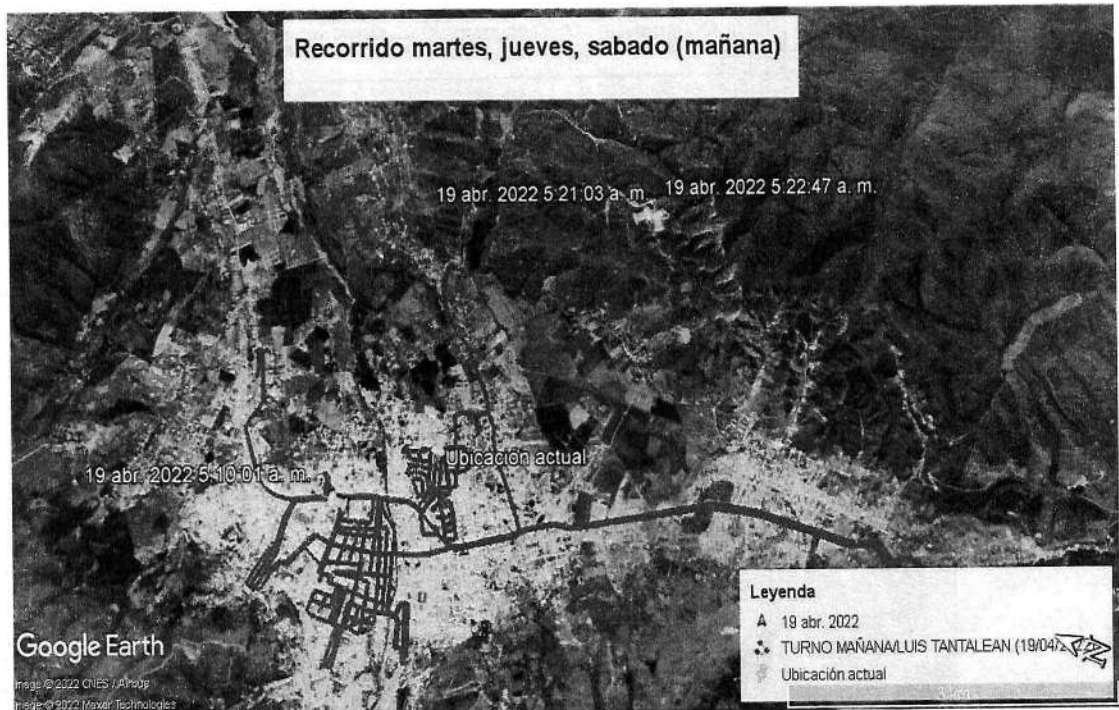 Recorrido martes, jueves, sabado (mañana)
19 abr. 2022 5:21:03 a. m.
19 abr. 2022 5:22:47 a. m.
Ubicación actual
19 abr. 2022 5:10:01 a. m.
Leyenda
19 abr. 2022
TURNO MAÑANA/LUIS TANTALEAN (19/04/
Ubicación actual
Google Earth
Image © 2022 CNES / Airbus
Image © 2022 Maxar Technologies
3 km